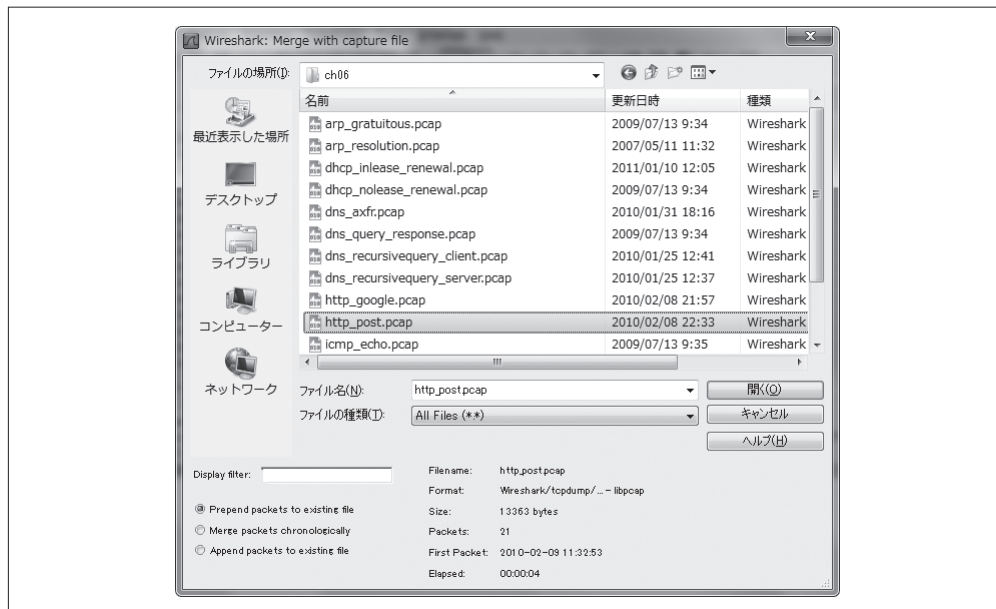 Wireshark: Merge with capture file
ファイルの場所(I): ch06
最近表示した場所
デスクトップ
ライブラリ
コンピューター
ネットワーク
名前 更新日時 種類
arp_gratuitous.pcap 2009/07/13 9:34 Wireshark
arp_resolution.pcap 2007/05/11 11:32 Wireshark
dhcp_inlease_renewal.pcap 2011/01/10 12:05 Wireshark
dhcp_nolease_renewal.pcap 2009/07/13 9:34 Wireshark
dns_axfr.pcap 2010/01/31 18:16 Wireshark
dns_query_response.pcap 2009/07/13 9:34 Wireshark
dns_recursivequery_client.pcap 2010/01/25 12:41 Wireshark
dns_recursivequery_server.pcap 2010/01/25 12:37 Wireshark
http_google.pcap 2010/02/08 21:57 Wireshark
http_post.pcap 2010/02/08 22:33 Wireshark
icmp_echo.pcap 2009/07/13 9:35 Wireshark
ファイル名(N): http_post.pcap 開く(O)
ファイルの種類(T): All Files (*.*) キャンセル
ヘルプ(H)
Display filter:
Prepend packets to existing file
Merge packets chronologically
Append packets to existing file
Filename: http_post.pcap
Format: Wireshark/tcpdump/... - libpcap
Size: 13363 bytes
Packets: 21
First Packet: 2010-02-09 11:32:53
Elapsed: 00:00:04